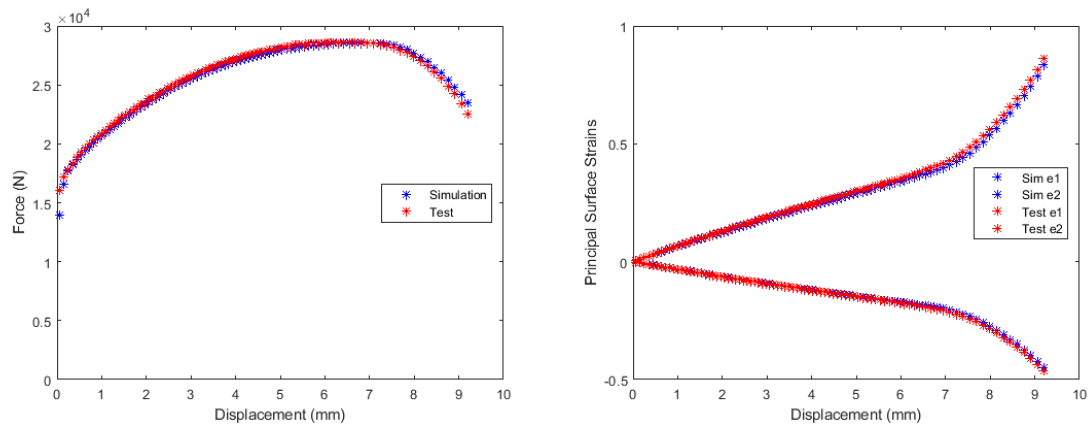 ×10⁴
3
2.5
2
1.5
1
0.5
0
0 1 2 3 4 5 6 7 8 9 10
Force (N)
Displacement (mm)
Simulation
Test
1
0.5
0
-0.5
0 1 2 3 4 5 6 7 8 9 10
Principal Surface Strains
Displacement (mm)
Sim e1
Sim e2
Test e1
Test e2